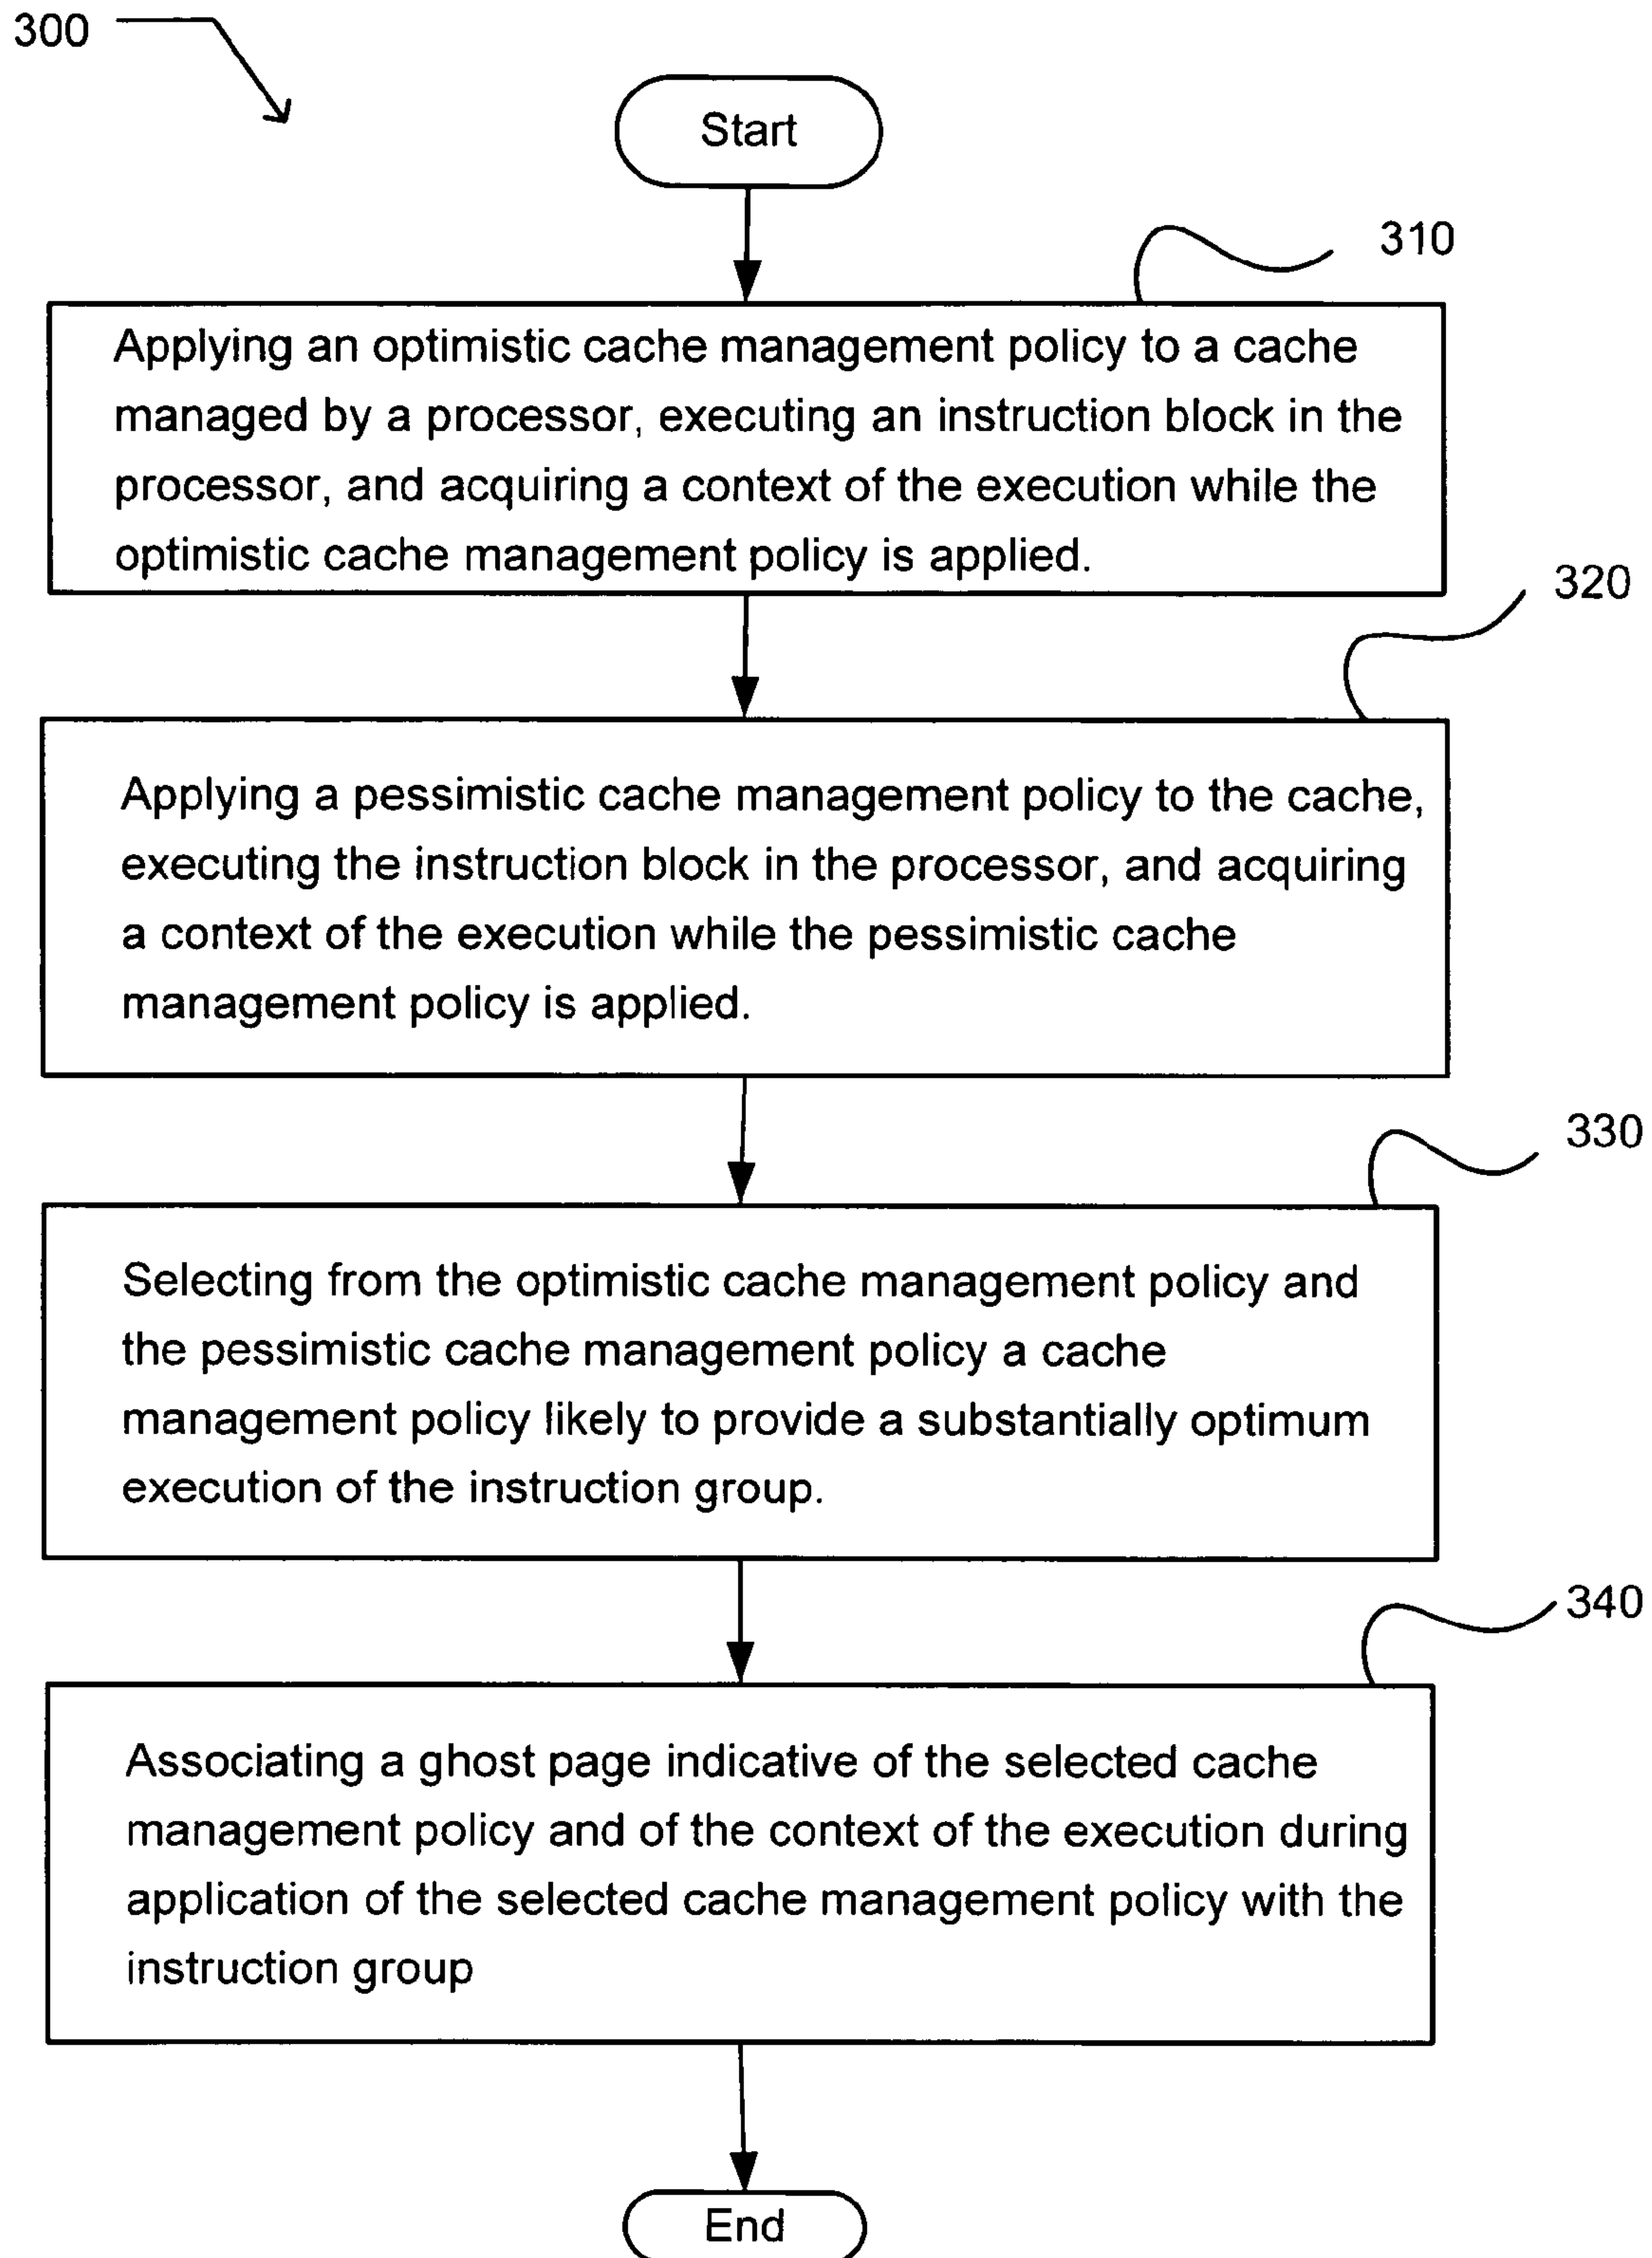 300
Start
310
Applying an optimistic cache management policy to a cache
managed by a processor, executing an instruction block in the
processor, and acquiring a context of the execution while the
optimistic cache management policy is applied.
320
Applying a pessimistic cache management policy to the cache,
executing the instruction block in the processor, and acquiring
a context of the execution while the pessimistic cache
management policy is applied.
330
Selecting from the optimistic cache management policy and
the pessimistic cache management policy a cache
management policy likely to provide a substantially optimum
execution of the instruction group.
340
Associating a ghost page indicative of the selected cache
management policy and of the context of the execution during
application of the selected cache management policy with the
instruction group
End